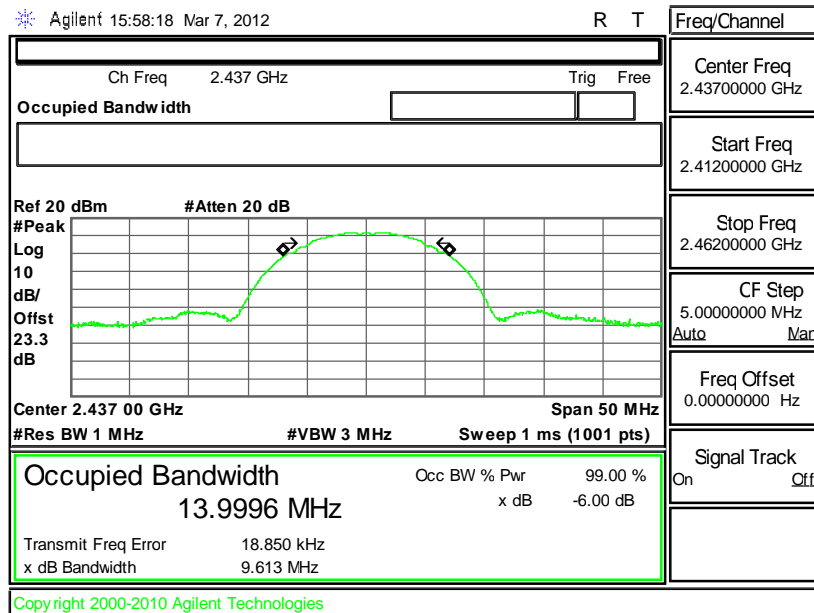 Agilent 15:58:18 Mar 7, 2012 R T
Freq/Channel
Ch Freq 2.437 GHz Trig Free
Occupied Bandwidth
Center Freq
2.43700000 GHz
Start Freq
2.41200000 GHz
Stop Freq
2.46200000 GHz
CF Step
5.00000000 MHz
Auto Man
Freq Offset
0.00000000 Hz
Signal Track
On Off
Ref 20 dBm #Atten 20 dB
#Peak
Log
10
dB/
Offst
23.3
dB
Center 2.437 00 GHz Span 50 MHz
#Res BW 1 MHz #VBW 3 MHz Sweep 1 ms (1001 pts)
Occupied Bandwidth Occ BW % Pwr 99.00 %
13.9996 MHz x dB -6.00 dB
Transmit Freq Error 18.850 kHz
x dB Bandwidth 9.613 MHz
Copyright 2000-2010 Agilent Technologies